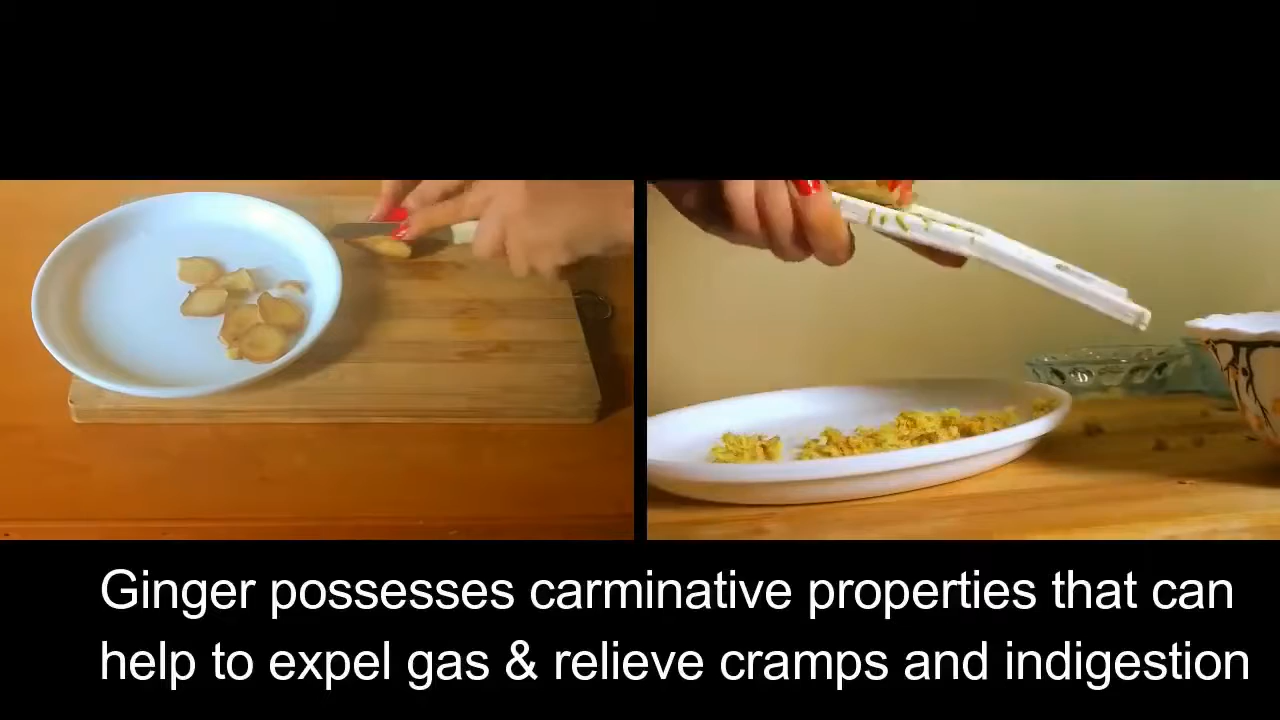 Ginger possesses carminative properties that can
help to expel gas & relieve cramps and indigestion